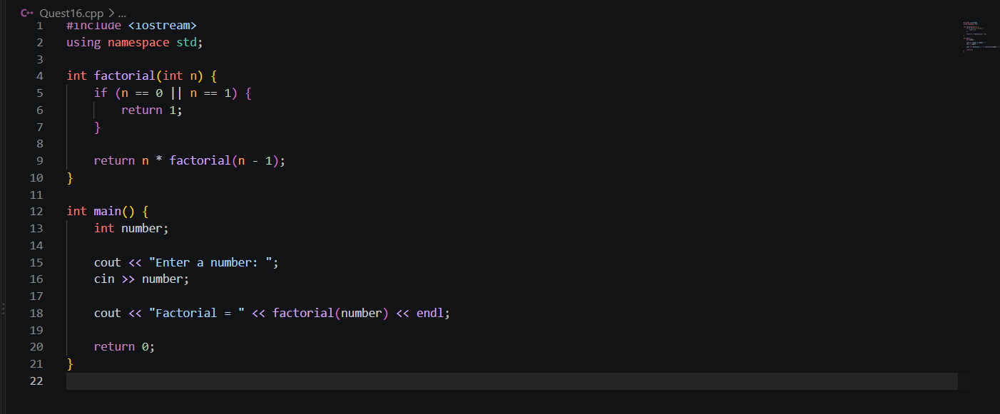 C++ Quest16.cpp > ...
1 #include <iostream>
2 using namespace std;
3
4 int factorial(int n) {
5     if (n == 0 || n == 1) {
6         return 1;
7     }
8
9     return n * factorial(n - 1);
10 }
11
12 int main() {
13     int number;
14
15     cout << "Enter a number: ";
16     cin >> number;
17
18     cout << "Factorial = " << factorial(number) << endl;
19
20     return 0;
21 }
22